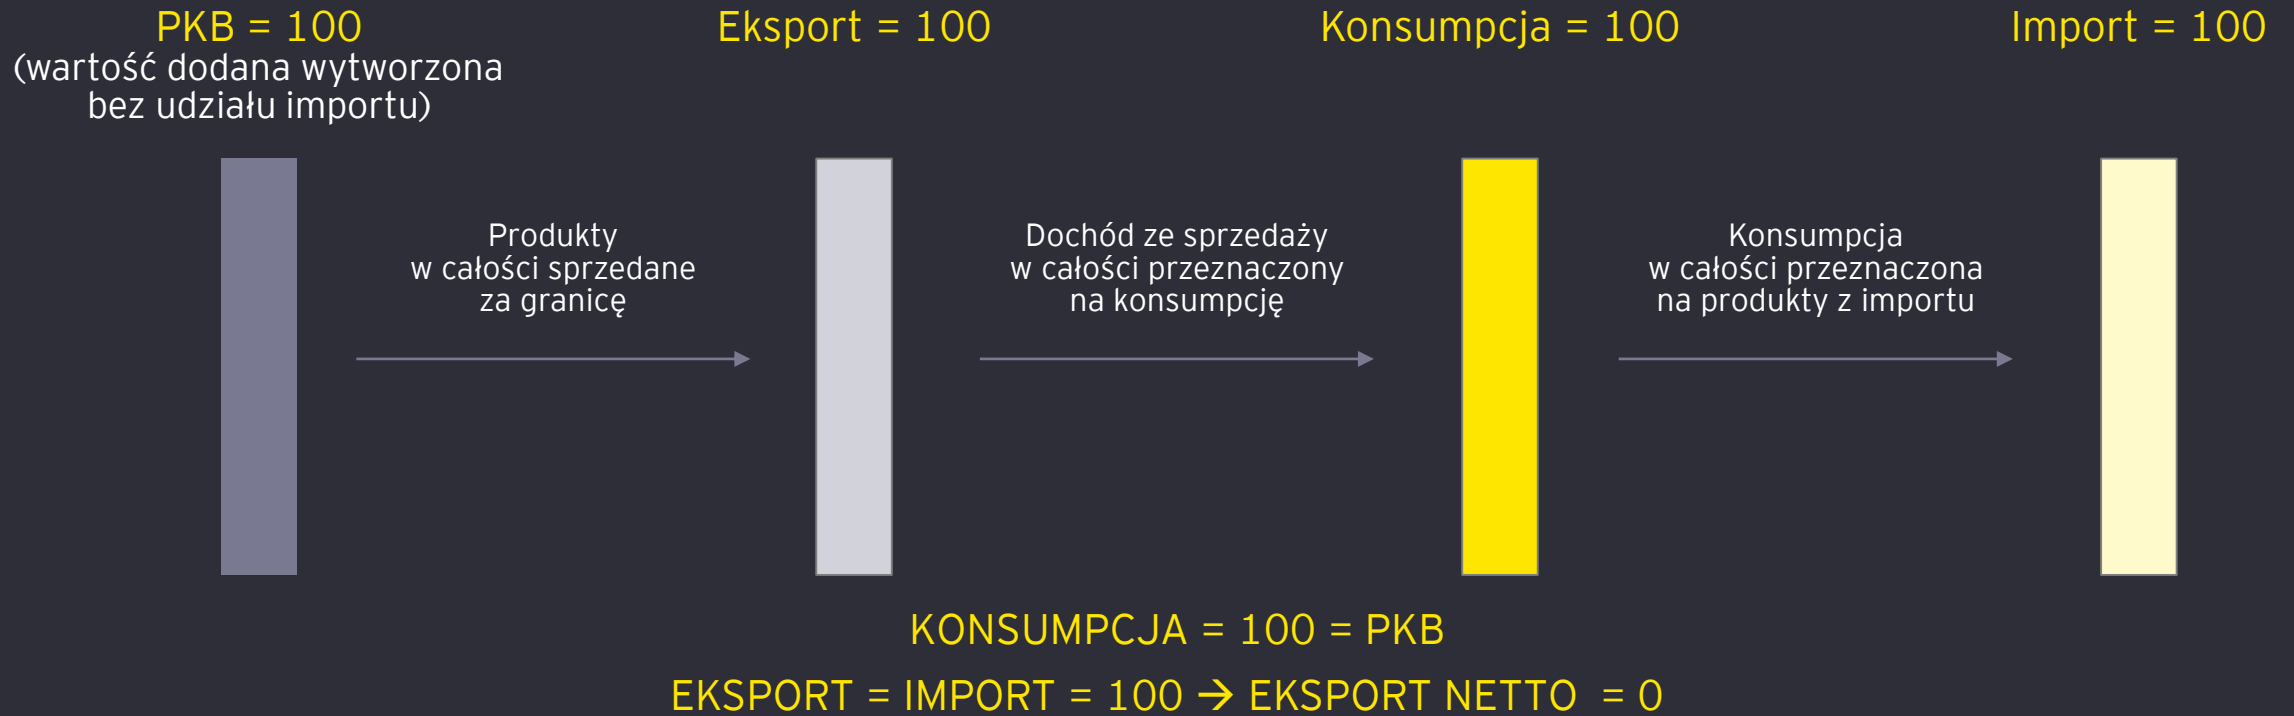 PKB = 100
(wartość dodana wytworzona
bez udziału importu)
Eksport = 100
Konsumpcja = 100
Import = 100
Produkty
w całości sprzedane
za granicę
Dochód ze sprzedaży
w całości przeznaczony
na konsumpcję
Konsumpcja
w całości przeznaczona
na produkty z importu
KONSUMPCJA = 100 = PKB
EKSPORT = IMPORT = 100 → EKSPORT NETTO = 0